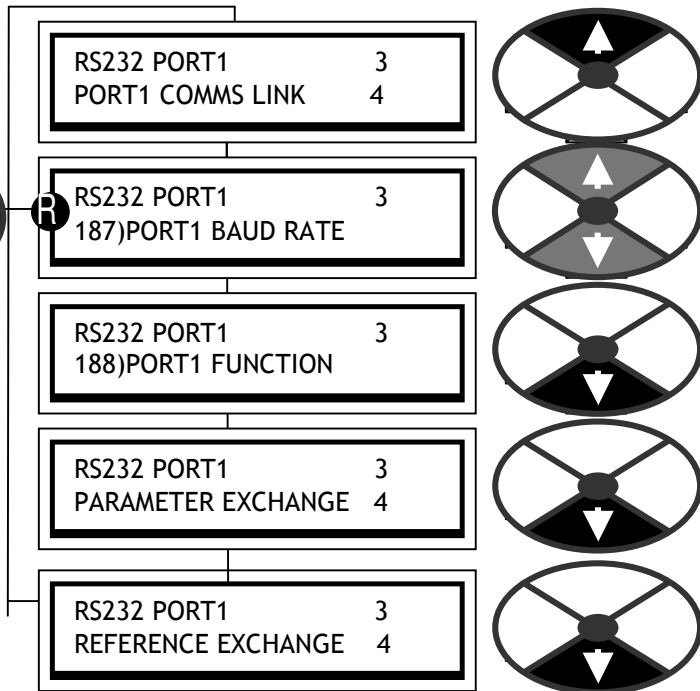 RS232 PORT1 3
PORT1 COMMS LINK 4
R
RS232 PORT1 3
187)PORT1 BAUD RATE
RS232 PORT1 3
188)PORT1 FUNCTION
RS232 PORT1 3
PARAMETER EXCHANGE 4
RS232 PORT1 3
REFERENCE EXCHANGE 4